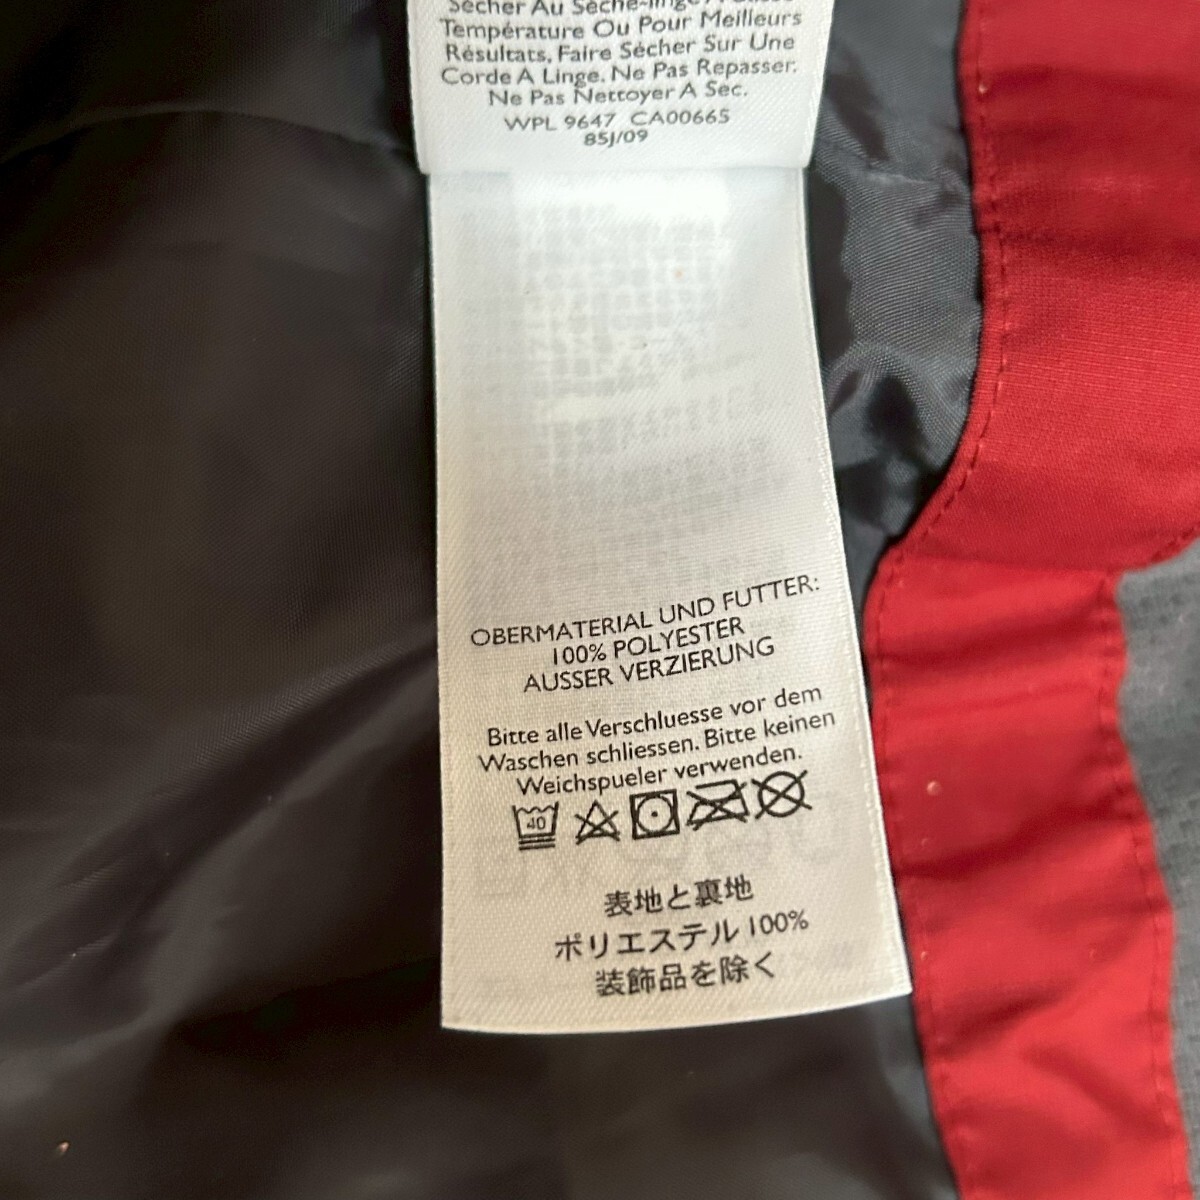 Sécher Au Sèche-linge,
Température Ou Pour Meilleurs
Résultats, Faire Sécher Sur Une
Corde A Linge. Ne Pas Repasser.
Ne Pas Nettoyer A Sec.
WPL 9647 CA00665
85J/09
OBERMATERIAL UND FUTTER:
100% POLYESTER
AUSSER VERZIERUNG
Bitte alle Verschluesse vor dem
Waschen schliessen. Bitte keinen
Weichspueler verwenden.
40
表地と裏地
ポリエステル 100%
装飾品を除く